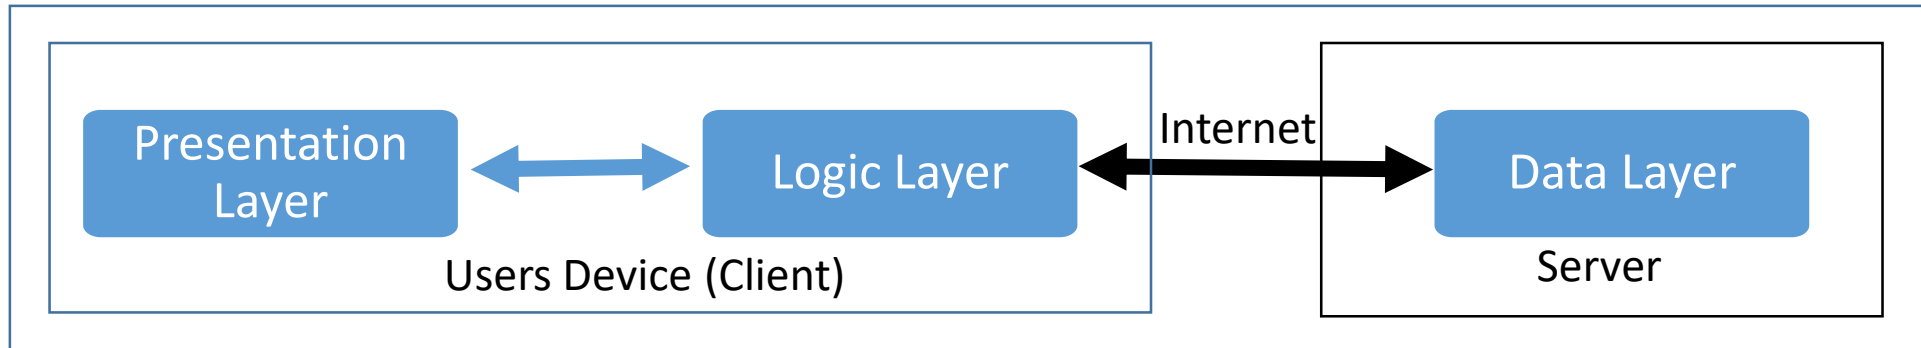 Presentation
Layer
Logic Layer
Internet
Data Layer
Users Device (Client)
Server